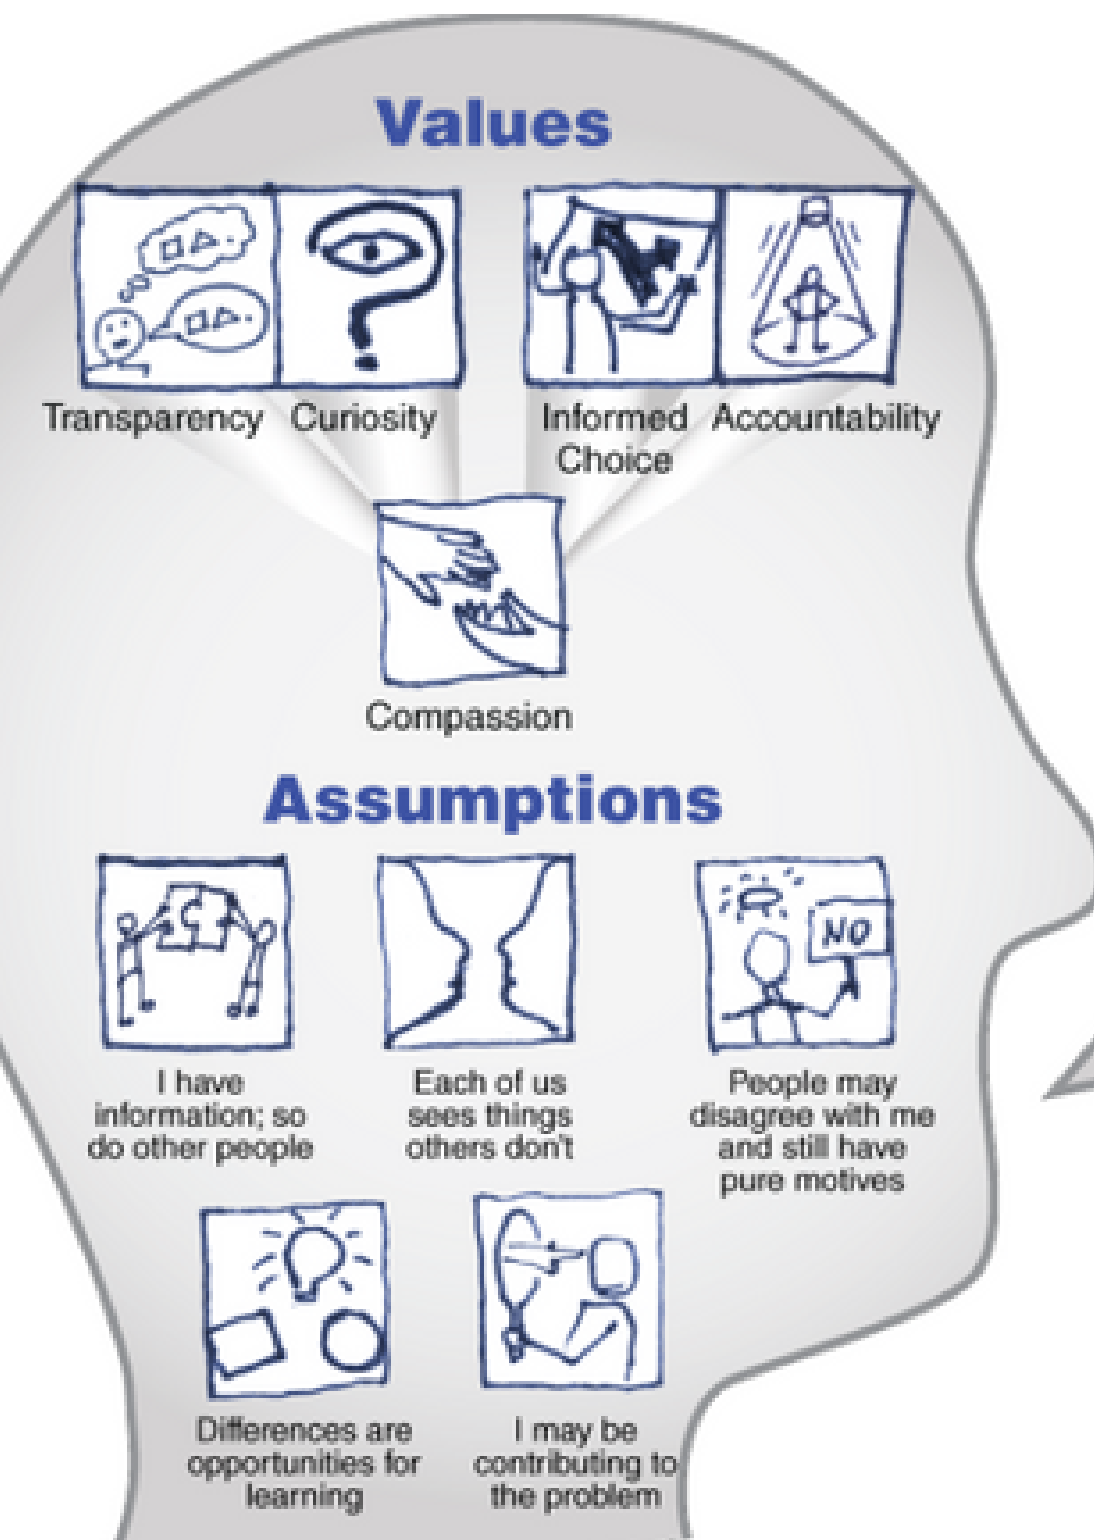 Values
Transparency
Curiosity
Informed
Choice
Accountability
Compassion
Assumptions
NO
I have
information; so
do other people
Each of us
sees things
others don't
People may
disagree with me
and still have
pure motives
Differences are
opportunities for
learning
I may be
contributing to
the problem